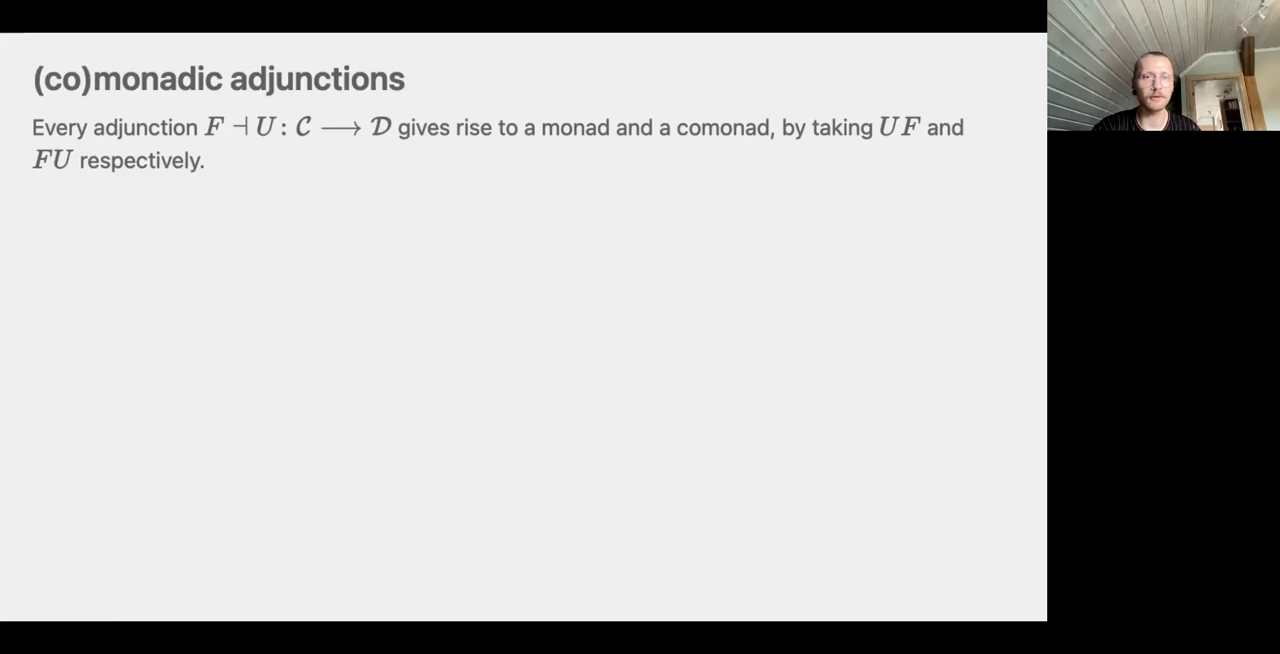 (co)monadic adjunctions
Every adjunction F ⊣ U : 𝒞 ⟶ 𝒟 gives rise to a monad and a comonad, by taking UF and
FU respectively.